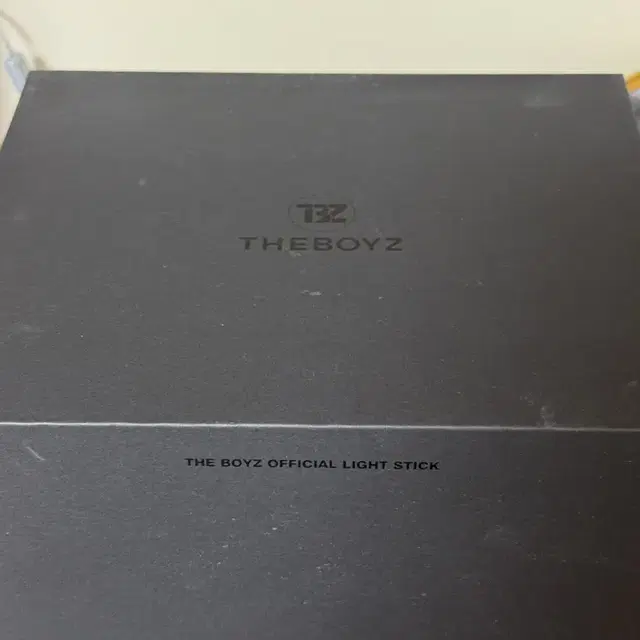 TBZ
THEBOYZ
THE BOYZ OFFICIAL LIGHT STICK